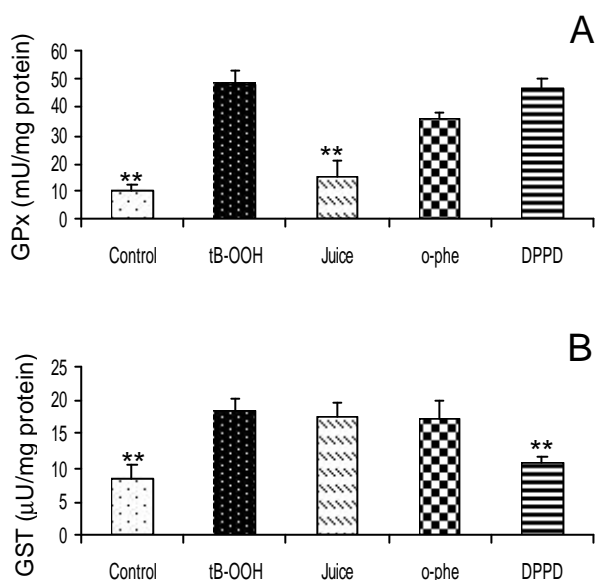 A
GPx (mU/mg protein)
60
50
40
30
20
10
0
**
**
Control tB-OOH Juice o-phe DPPD
B
GST (μU/mg protein)
25
20
15
10
5
0
**
**
Control tB-OOH Juice o-phe DPPD